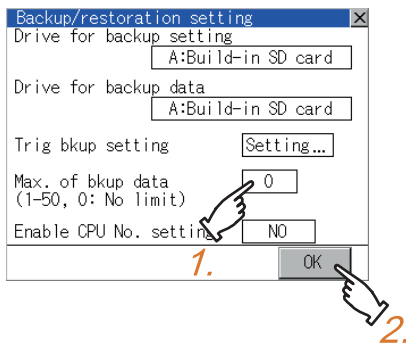 Backup/restoration setting
Drive for backup setting
A:Build-in SD card
Drive for backup data
A:Build-in SD card
Trig bkup setting Setting...
Max. of bkup data 0
(1-50, 0: No limit)
Enable CPU No. setting NO
1. OK
2.